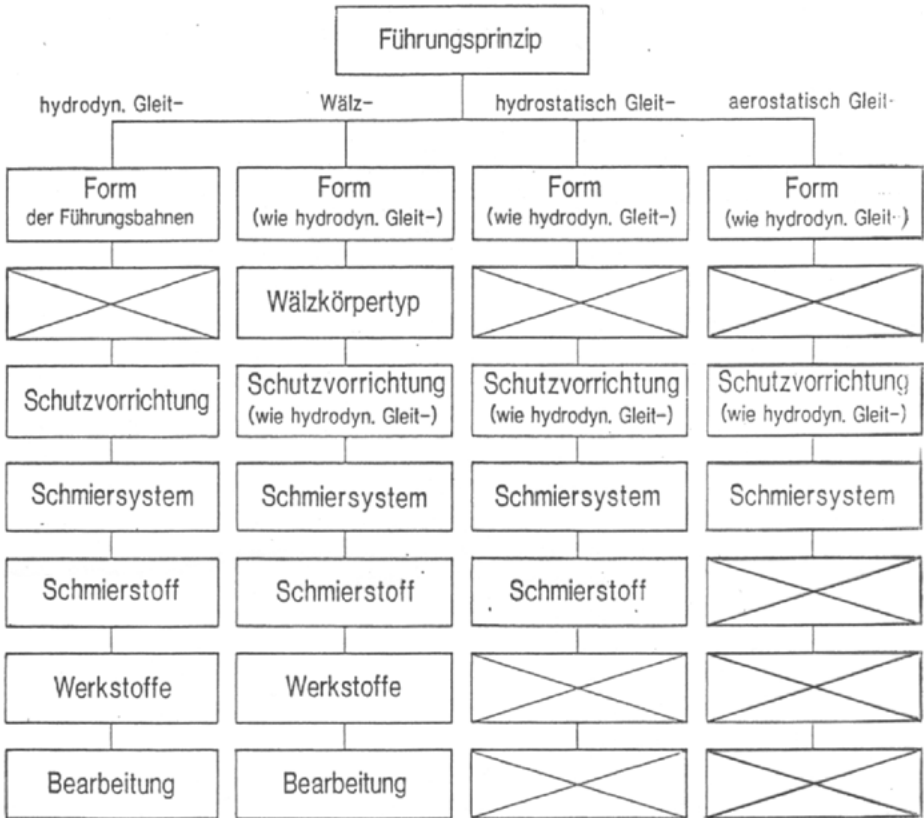 Führungsprinzip
hydrodyn. Gleit-
Wälz-
hydrostatisch Gleit-
aerostatisch Gleit-
Form
der Führungsbahnen
Form
(wie hydrodyn. Gleit-)
Form
(wie hydrodyn. Gleit-)
Form
(wie hydrodyn. Gleit-)
Wälzkörpertyp
Schutzvorrichtung
Schutzvorrichtung
(wie hydrodyn. Gleit-)
Schutzvorrichtung
(wie hydrodyn. Gleit-)
Schutzvorrichtung
(wie hydrodyn. Gleit-)
Schmiersystem
Schmiersystem
Schmiersystem
Schmiersystem
Schmierstoff
Schmierstoff
Schmierstoff
Werkstoffe
Werkstoffe
Bearbeitung
Bearbeitung